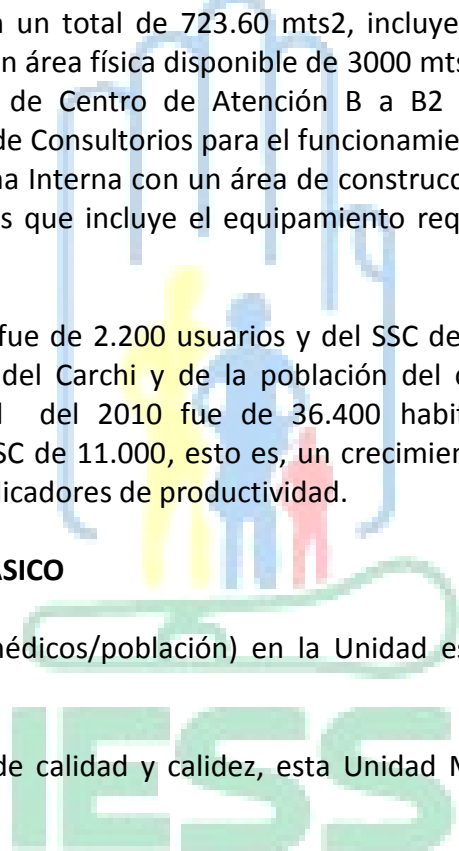 un total de 723.60 mts2, incluye
n área física disponible de 3000 mts
de Centro de Atención B a B2
de Consultorios para el funcionamie
na Interna con un área de construcc
s que incluye el equipamiento req
fue de 2.200 usuarios y del SSC de
del Carchi y de la población del
del 2010 fue de 36.400 habit
SC de 11.000, esto es, un crecimien
dicadores de productividad.
ÁSICO
nédicos/población) en la Unidad es
de calidad y calidez, esta Unidad M
IESS